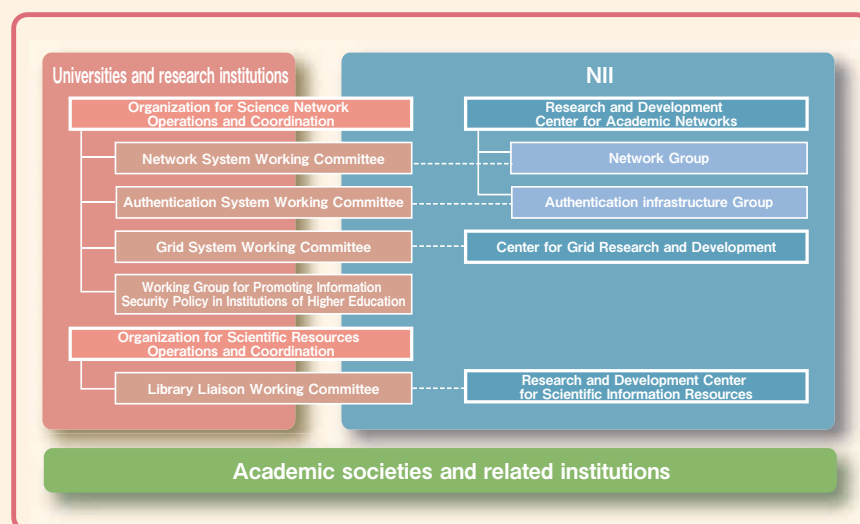 Universities and research institutions
Organization for Science Network
Operations and Coordination
Network System Working Committee
Authentication System Working Committee
Grid System Working Committee
Working Group for Promoting Information
Security Policy in Institutions of Higher Education
Organization for Scientific Resources
Operations and Coordination
Library Liaison Working Committee
NII
Research and Development
Center for Academic Networks
Network Group
Authentication infrastructure Group
Center for Grid Research and Development
Research and Development Center
for Scientific Information Resources
Academic societies and related institutions